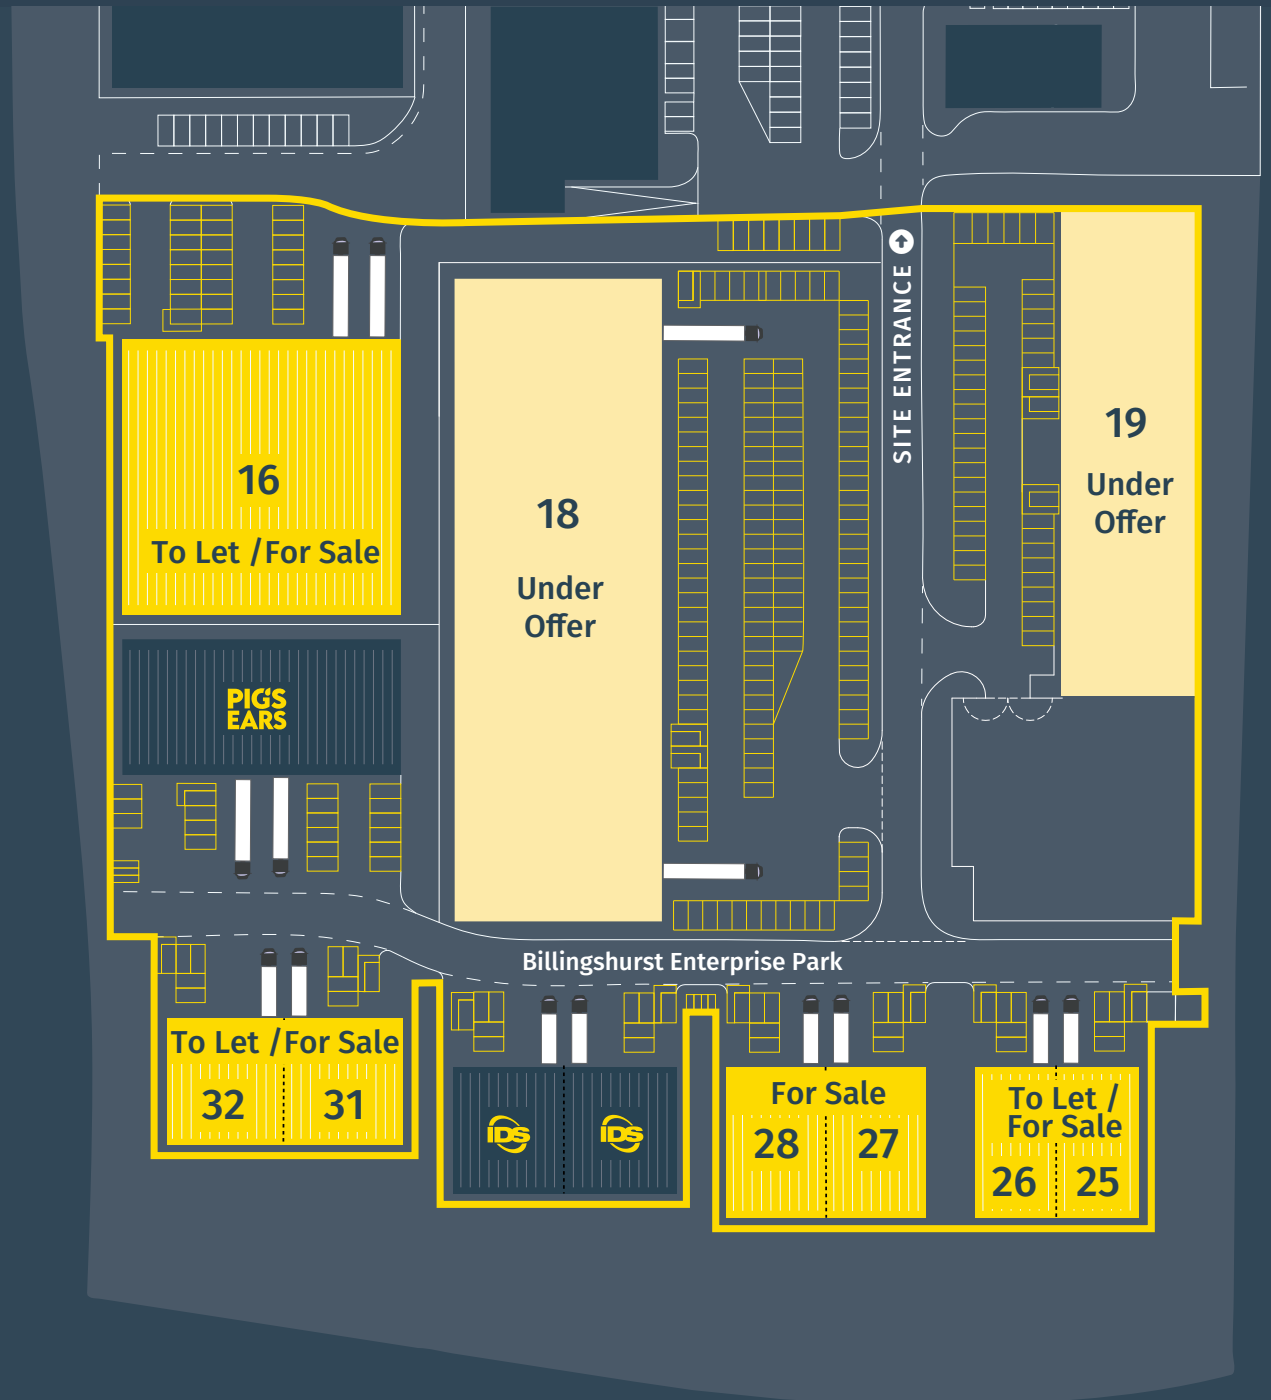 SITE ENTRANCE
16
To Let /For Sale
18
Under
Offer
19
Under
Offer
PIG'S
EARS
Billingshurst Enterprise Park
To Let /For Sale
32
31
IDS
IDS
For Sale
28
27
To Let /
For Sale
26
25